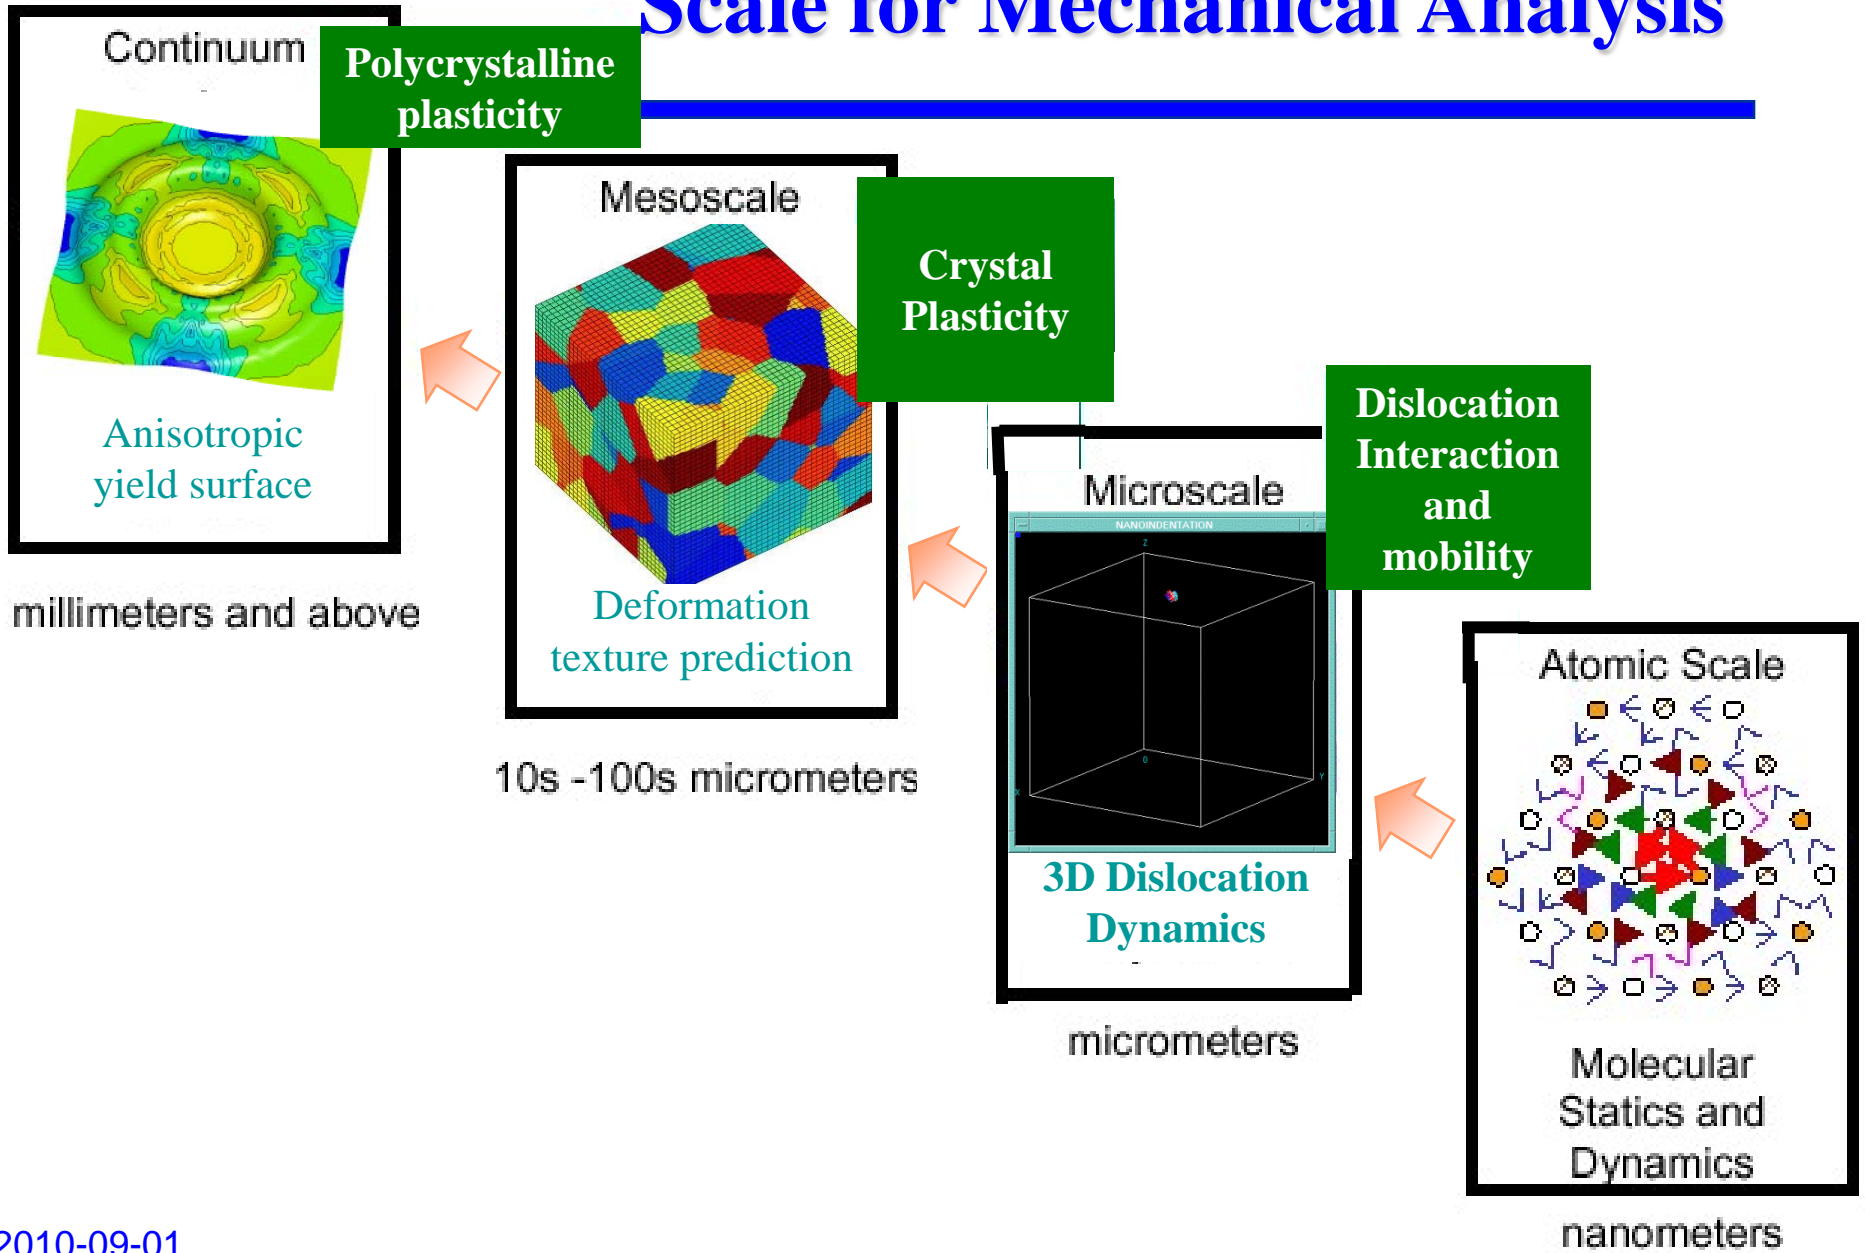 Scale for Mechanical Analysis
Continuum
Polycrystalline
plasticity
Anisotropic
yield surface
millimeters and above
Mesoscale
Crystal
Plasticity
Deformation
texture prediction
10s -100s micrometers
Microscale
Dislocation
Interaction
and
mobility
NANOINDENTATION
Z
0
X
Y
3D Dislocation
Dynamics
micrometers
Atomic Scale
Molecular
Statics and
Dynamics
nanometers
2010-09-01